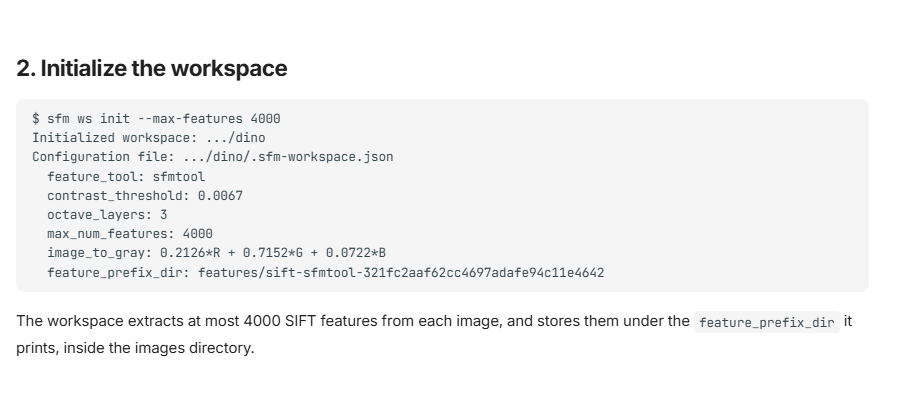 2. Initialize the workspace
$ sfm ws init --max-features 4000
Initialized workspace: .../dino
Configuration file: .../dino/.sfm-workspace.json
  feature_tool: sfmtool
  contrast_threshold: 0.0067
  octave_layers: 3
  max_num_features: 4000
  image_to_gray: 0.2126*R + 0.7152*G + 0.0722*B
  feature_prefix_dir: features/sift-sfmtool-321fc2aaf62cc4697adafe94c11e4642
The workspace extracts at most 4000 SIFT features from each image, and stores them under the feature_prefix_dir it
prints, inside the images directory.